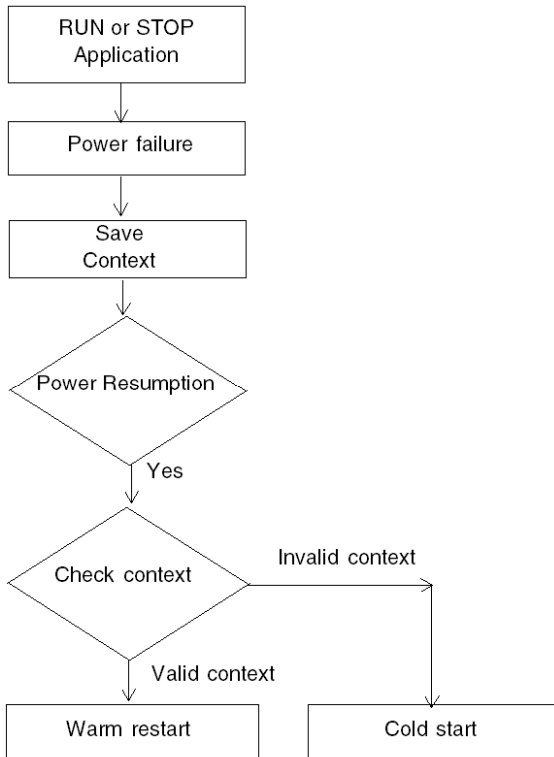 RUN or STOP
Application
Power failure
Save
Context
Power Resumption
Yes
Invalid context
Check context
Valid context
Warm restart
Cold start